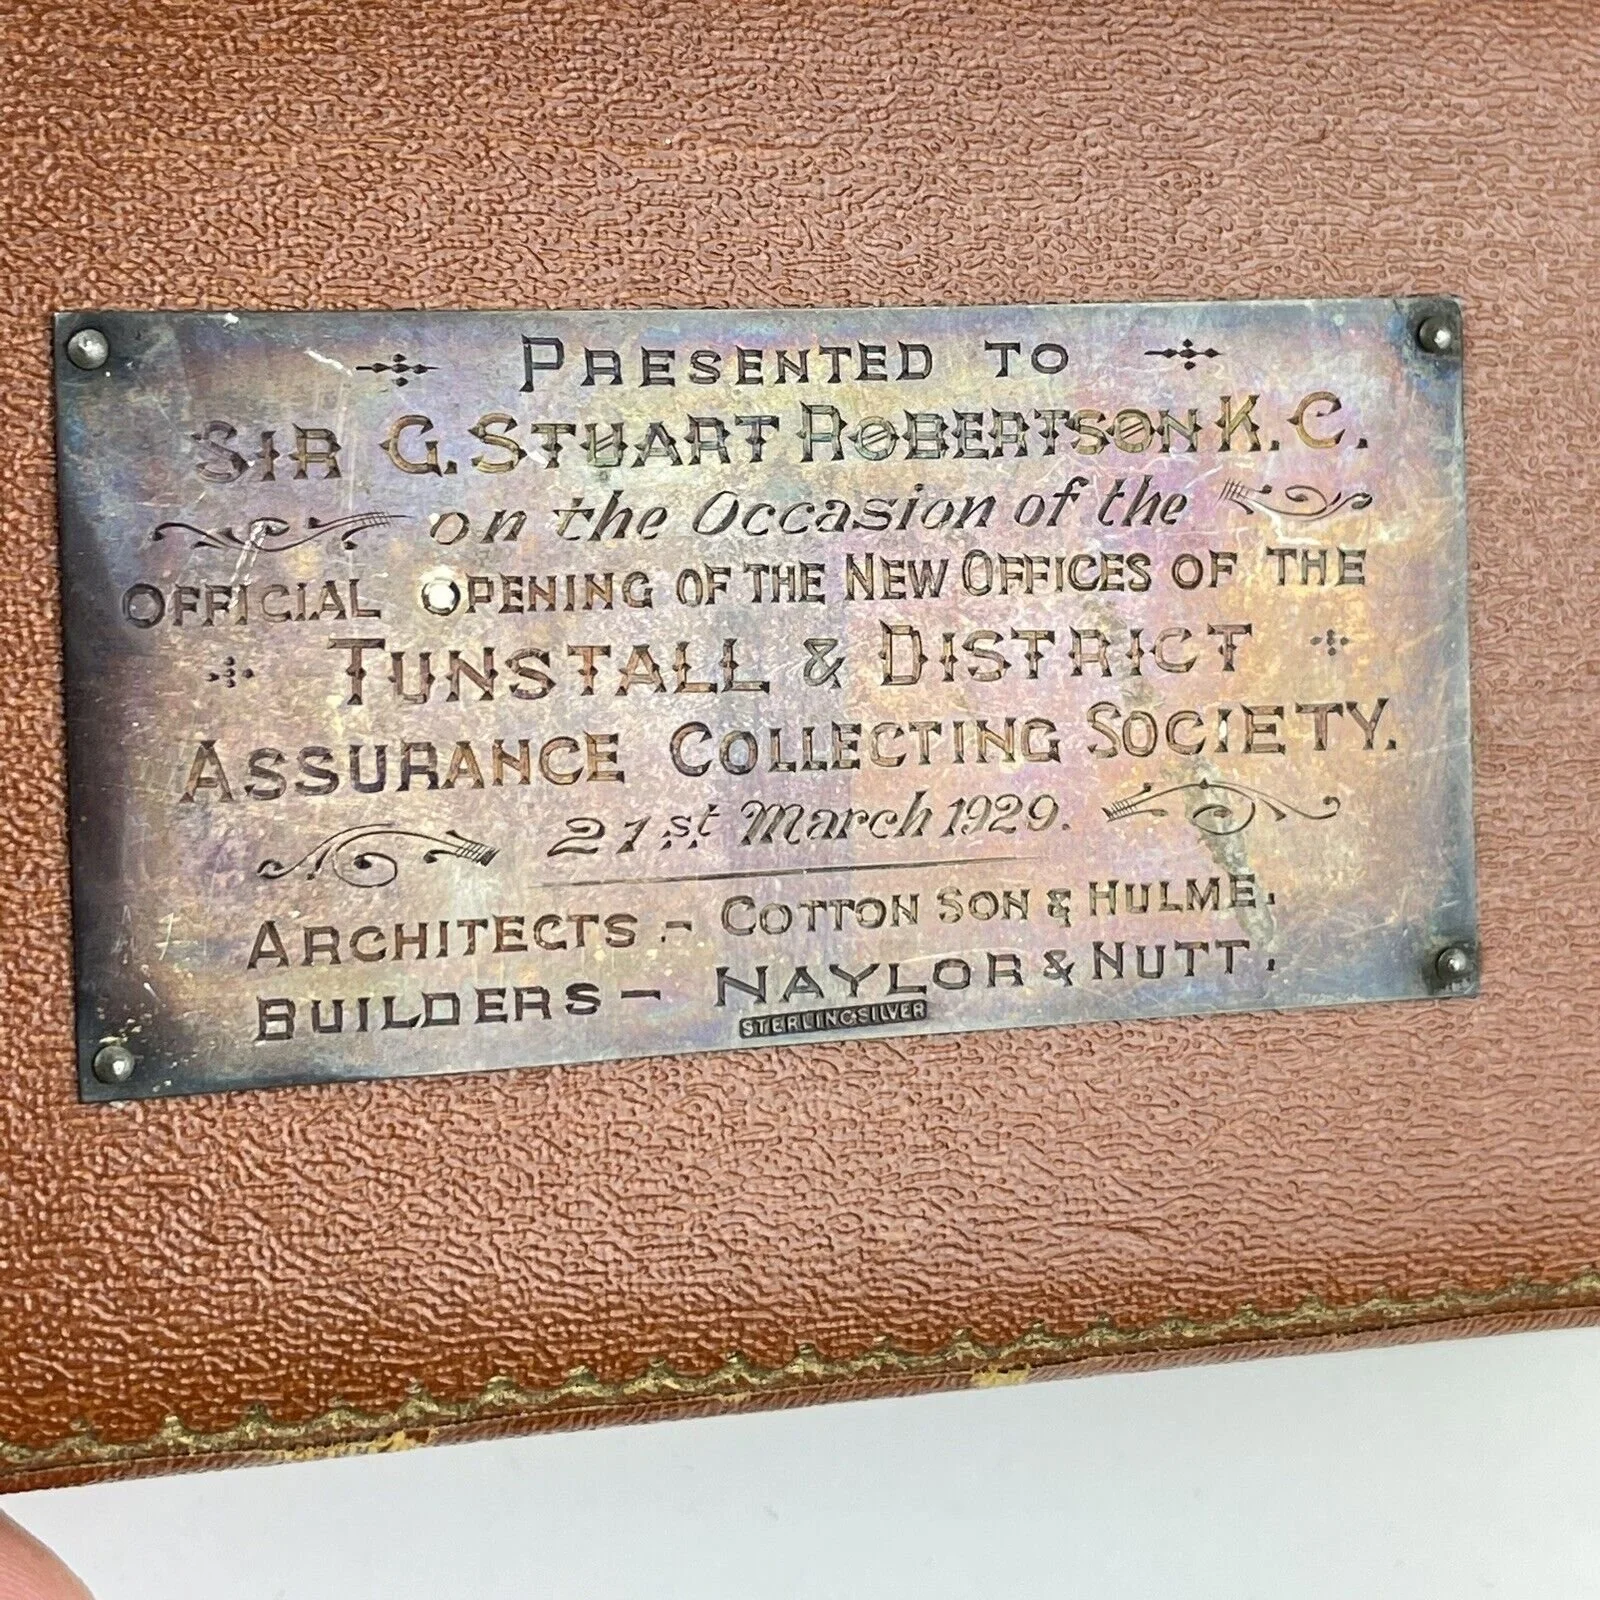 PRESENTED TO
SIR G. STUART ROBERTSON K.C.
on the Occasion of the
OFFICIAL OPENING OF THE NEW OFFICES OF THE
TUNSTALL & DISTRICT
ASSURANCE COLLECTING SOCIETY.
21st March 1929.
ARCHITECTS - COTTON SON & HULME.
BUILDERS - NAYLOR & NUTT.
STERLING SILVER